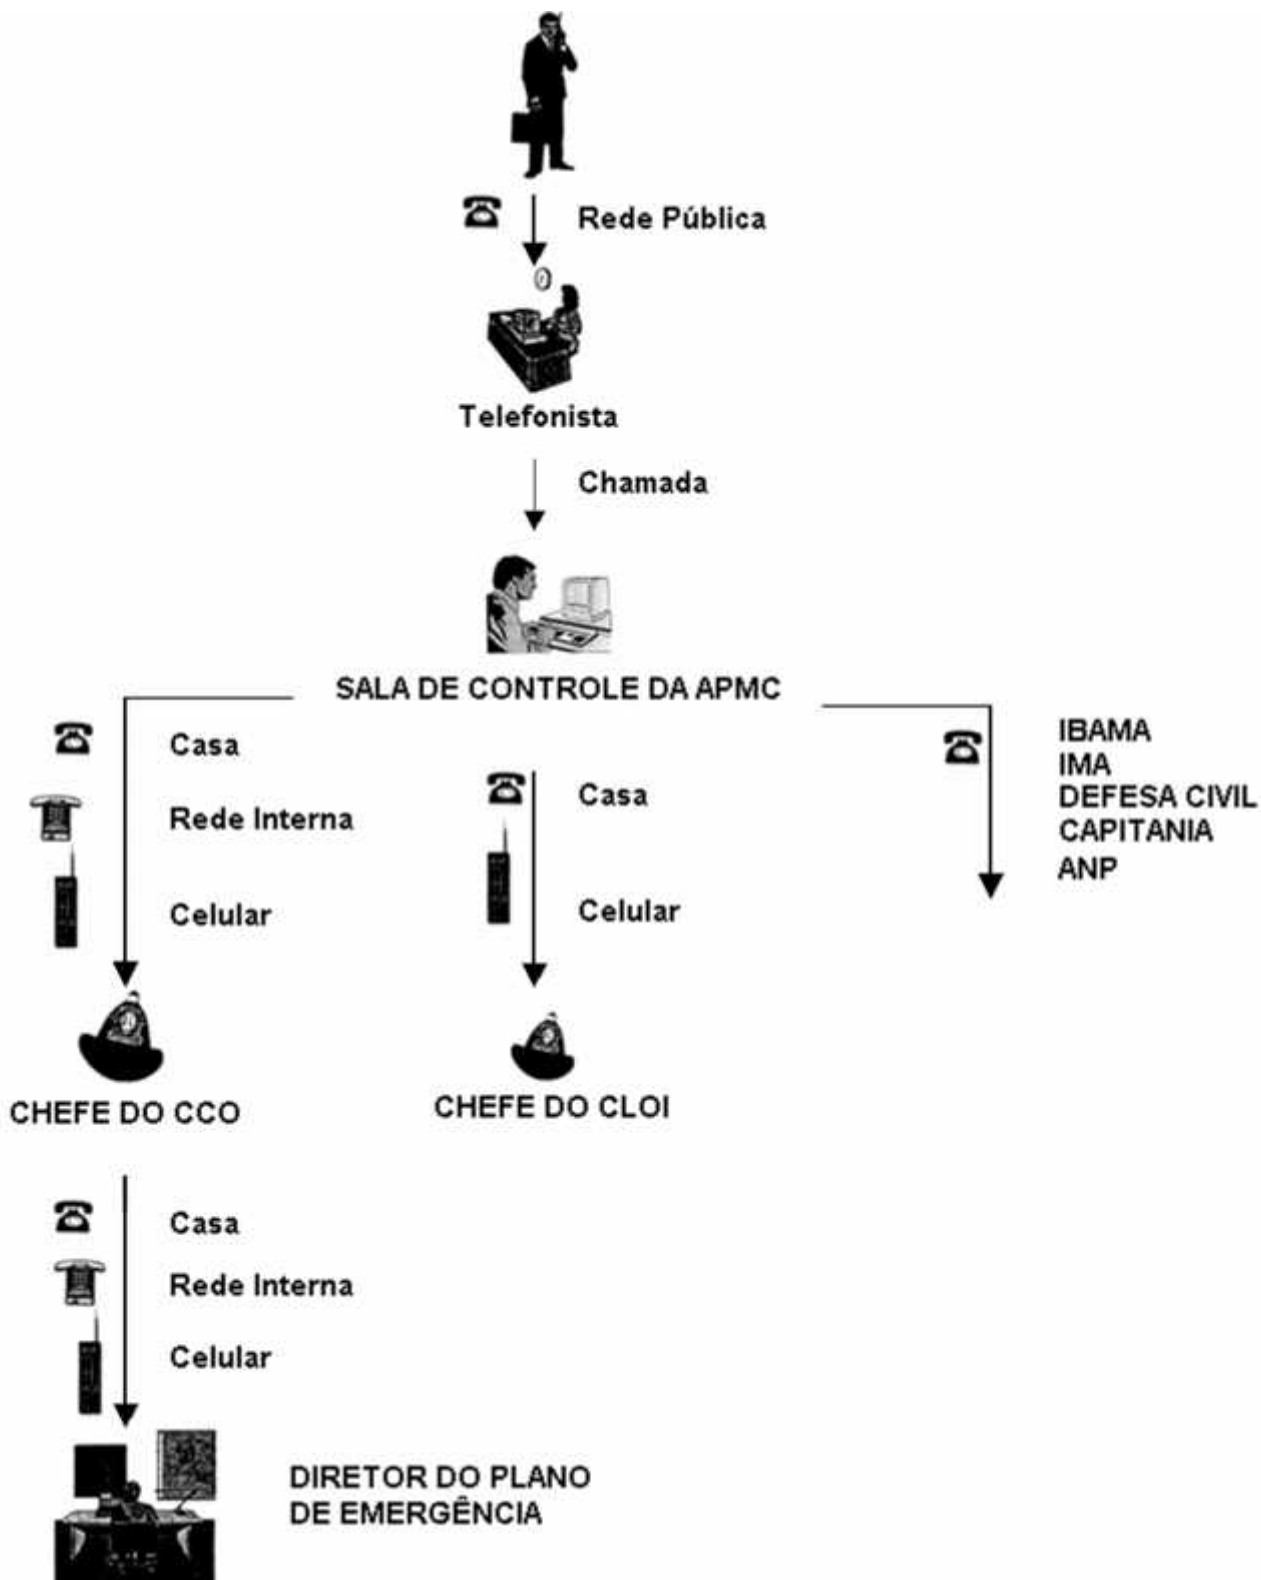 Rede Pública
Telefonista
Chamada
SALA DE CONTROLE DA APMC
Casa
Rede Interna
Celular
Casa
Celular
IBAMA
IMA
DEFESA CIVIL
CAPITANIA
ANP
CHEFE DO CCO
CHEFE DO CLOI
Casa
Rede Interna
Celular
DIRETOR DO PLANO
DE EMERGÊNCIA